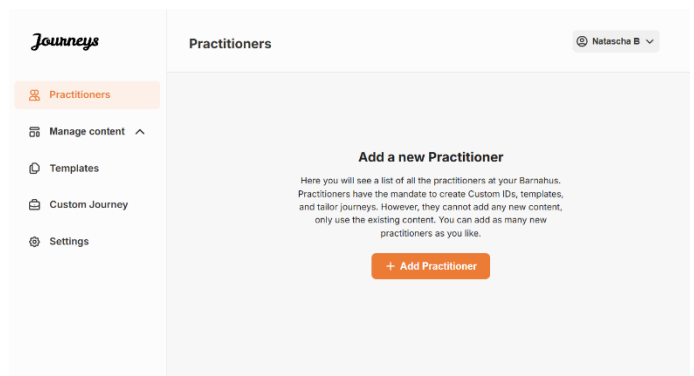 Journeys
Practitioners
Natascha B
Practitioners
Manage content
Templates
Custom Journey
Settings
Add a new Practitioner
Here you will see a list of all the practitioners at your Barnahus.
Practitioners have the mandate to create Custom IDs, templates,
and tailor journeys. However, they cannot add any new content,
only use the existing content. You can add as many new
practitioners as you like.
+ Add Practitioner